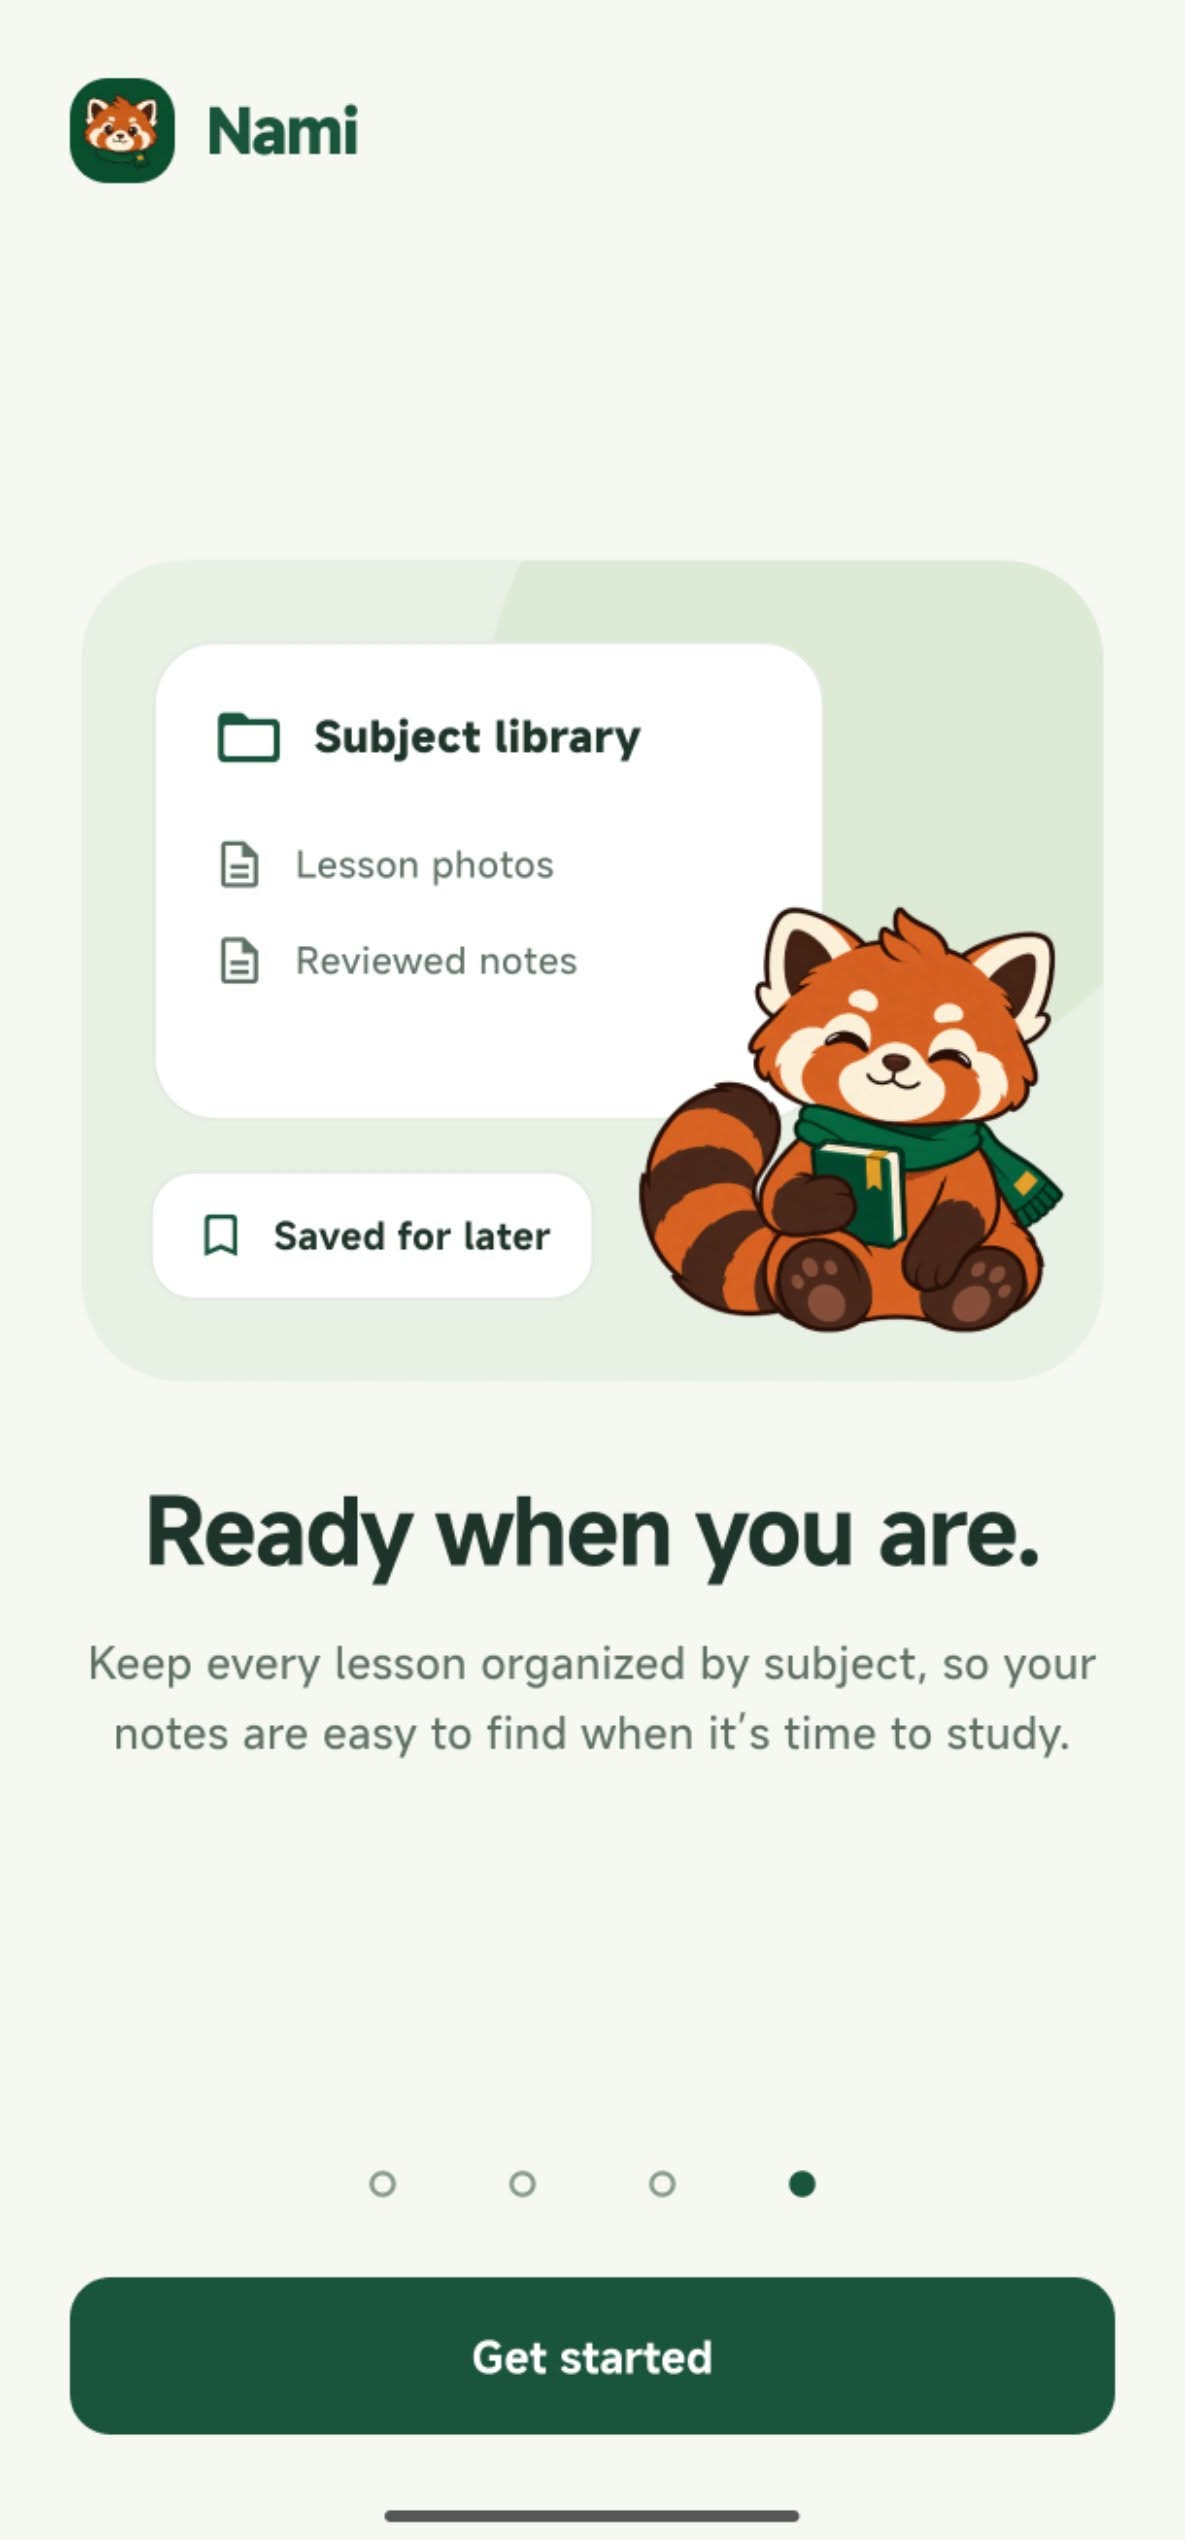 Nami
Subject library
Lesson photos
Reviewed notes
Saved for later
Ready when you are.
Keep every lesson organized by subject, so your
notes are easy to find when it’s time to study.
Get started